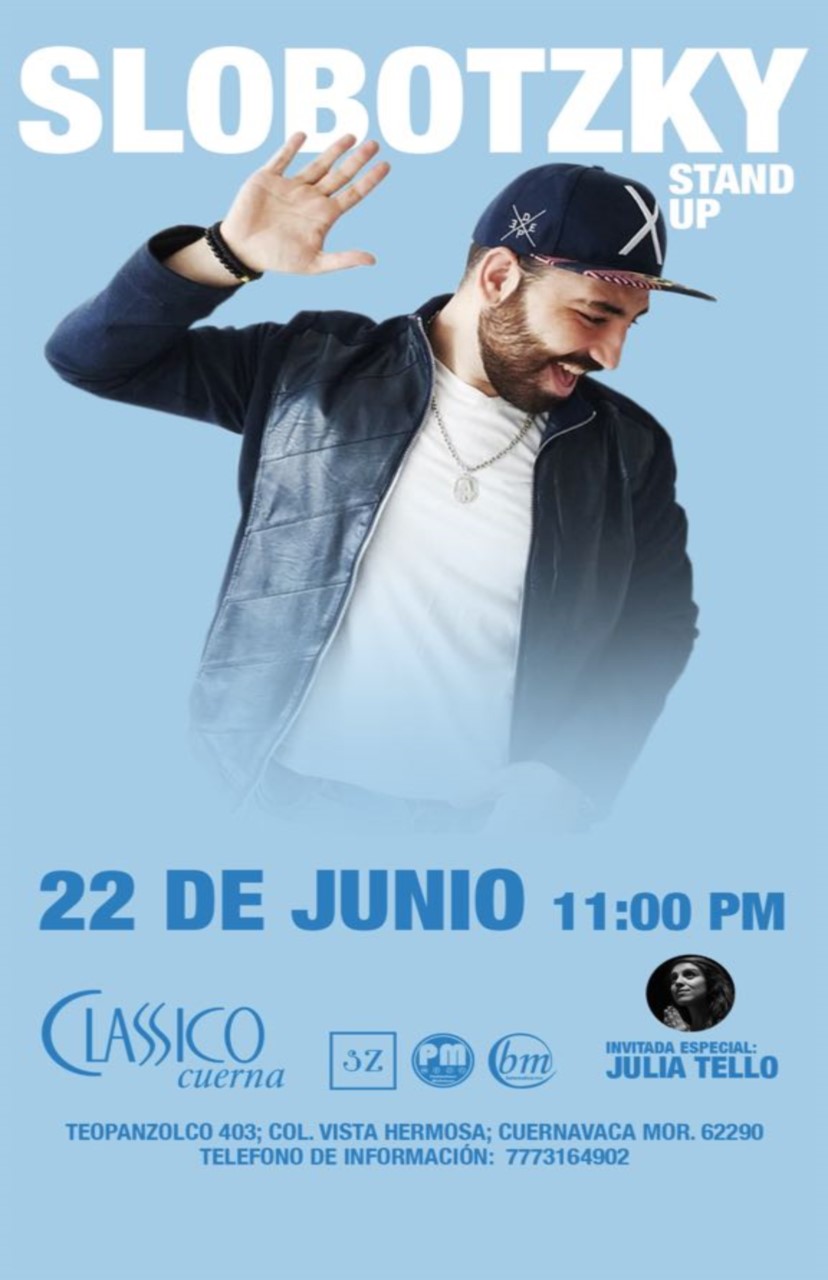 SLOBOTZKY
STAND
UP
22 DE JUNIO 11:00 PM
CLASSICO
cuerna
SZ
PM
bm
INVITADA ESPECIAL:
JULIA TELLO
TEOPANZOLCO 403; COL. VISTA HERMOSA; CUERNAVACA MOR. 62290
TELEFONO DE INFORMACIÓN: 7773164902